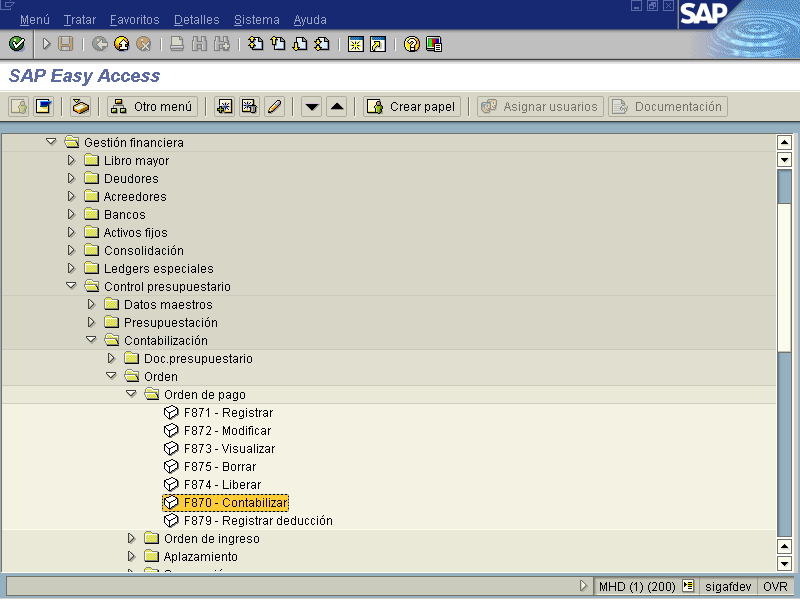 Menú Tratar Favoritos Detalles Sistema Ayuda
SAP
SAP Easy Access
Otro menú Crear papel Asignar usuarios Documentación
Gestión financiera
Libro mayor
Deudores
Acreedores
Bancos
Activos fijos
Consolidación
Ledgers especiales
Control presupuestario
Datos maestros
Presupuestación
Contabilización
Doc.presupuestario
Orden
Orden de pago
F871 - Registrar
F872 - Modificar
F873 - Visualizar
F875 - Borrar
F874 - Liberar
F870 - Contabilizar
F879 - Registrar deducción
Orden de ingreso
Aplazamiento
MHD (1) (200) sigafdev OVR